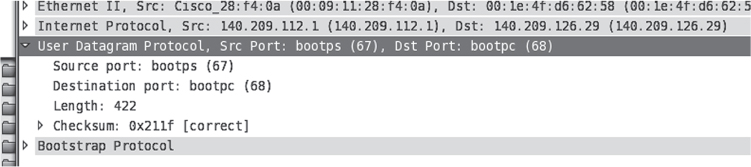 Ethernet II, Src: Cisco_28:f4:0a (00:09:11:28:f4:0a), Dst: 00:1e:4f:d6:62:58 (00:1e:4f:d6:62:5
Internet Protocol, Src: 140.209.112.1 (140.209.112.1), Dst: 140.209.126.29 (140.209.126.29)
User Datagram Protocol, Src Port: bootps (67), Dst Port: bootpc (68)
Source port: bootps (67)
Destination port: bootpc (68)
Length: 422
Checksum: 0x211f [correct]
Bootstrap Protocol